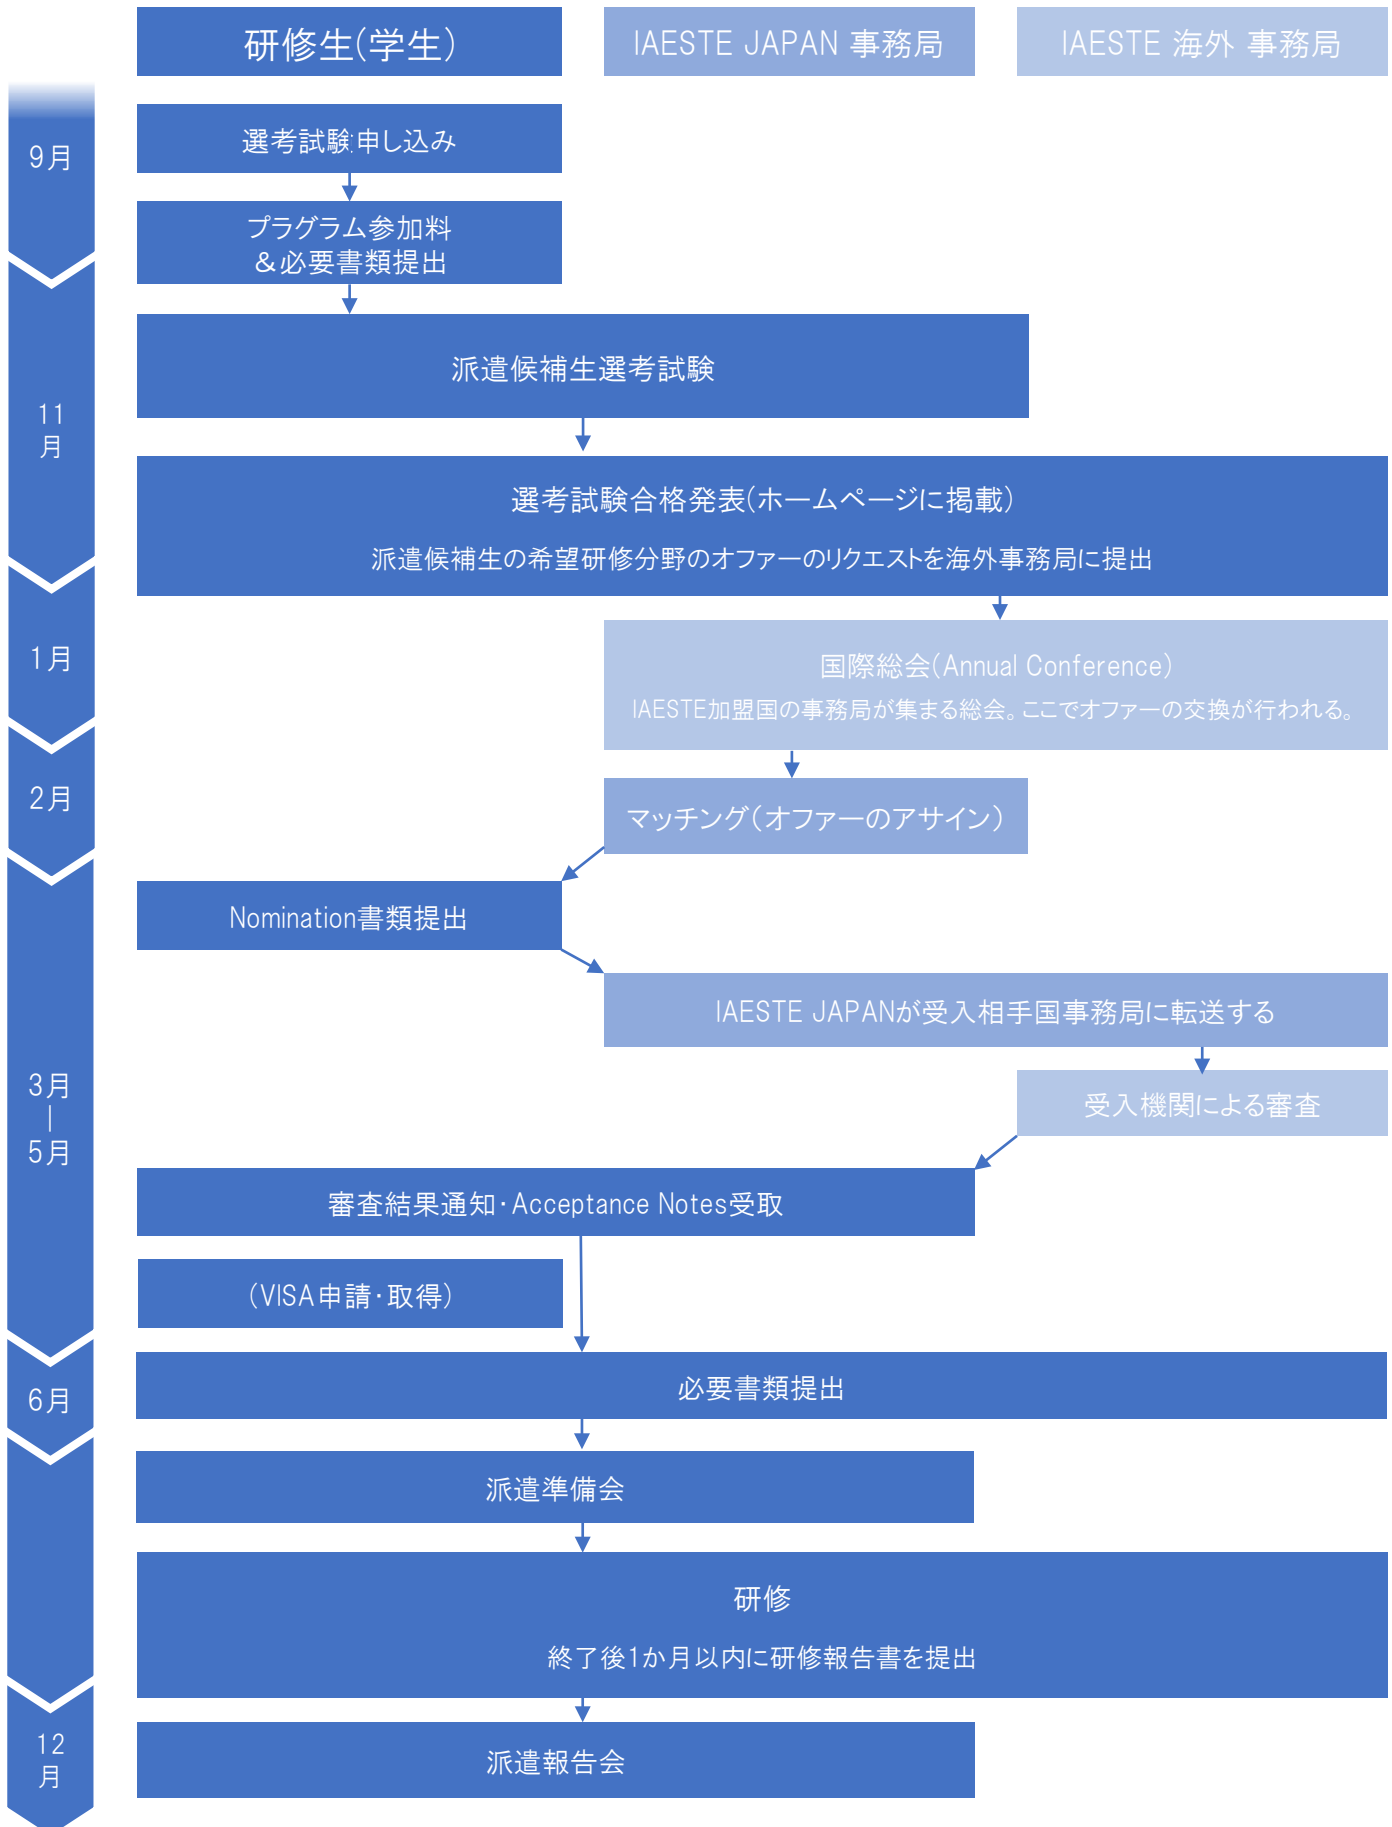 研修生(学生)
IAESTE JAPAN 事務局
IAESTE 海外 事務局
9月
選考試験申し込み
プラグラム参加料
&必要書類提出
11
月
派遣候補生選考試験
選考試験合格発表(ホームページに掲載)
派遣候補生の希望研修分野のオファーのリクエストを海外事務局に提出
1月
国際総会(Annual Conference)
IAESTE加盟国の事務局が集まる総会。ここでオファーの交換が行われる。
2月
マッチング(オファーのアサイン)
Nomination書類提出
IAESTE JAPANが受入相手国事務局に転送する
3月
|
5月
受入機関による審査
審査結果通知・Acceptance Notes受取
(VISA申請・取得)
6月
必要書類提出
派遣準備会
研修
終了後1か月以内に研修報告書を提出
12
月
派遣報告会